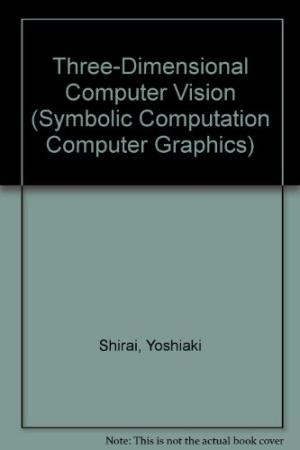 Three-Dimensional
Computer Vision
(Symbolic Computation
Computer Graphics)
Shirai, Yoshiaki
Note: This is not the actual book cover